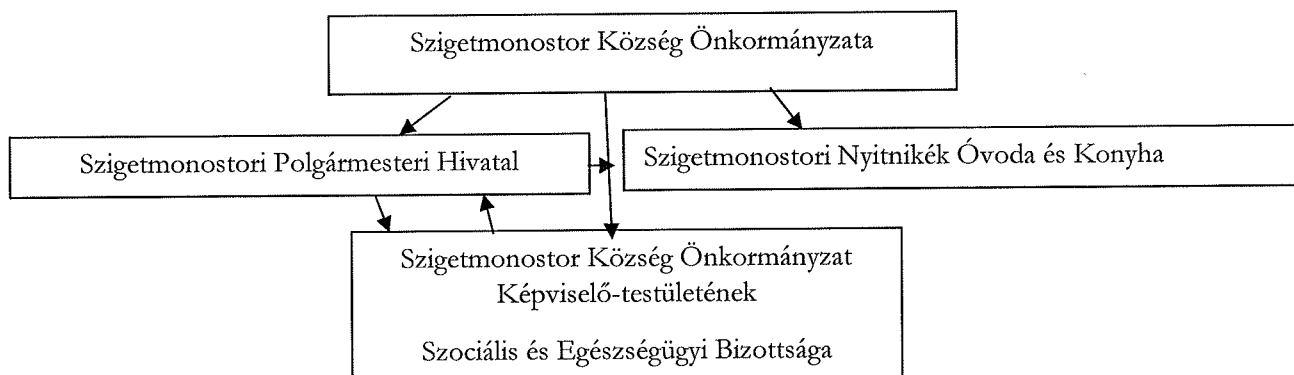 Szigetmonostor Község Önkormányzata
Szigetmonostori Polgármesteri Hivatal
Szigetmonostori Nyitnikék Óvoda és Konyha
Szigetmonostor Község Önkormányzat
Képviselő-testületének
Szociális és Egészségügyi Bizottsága